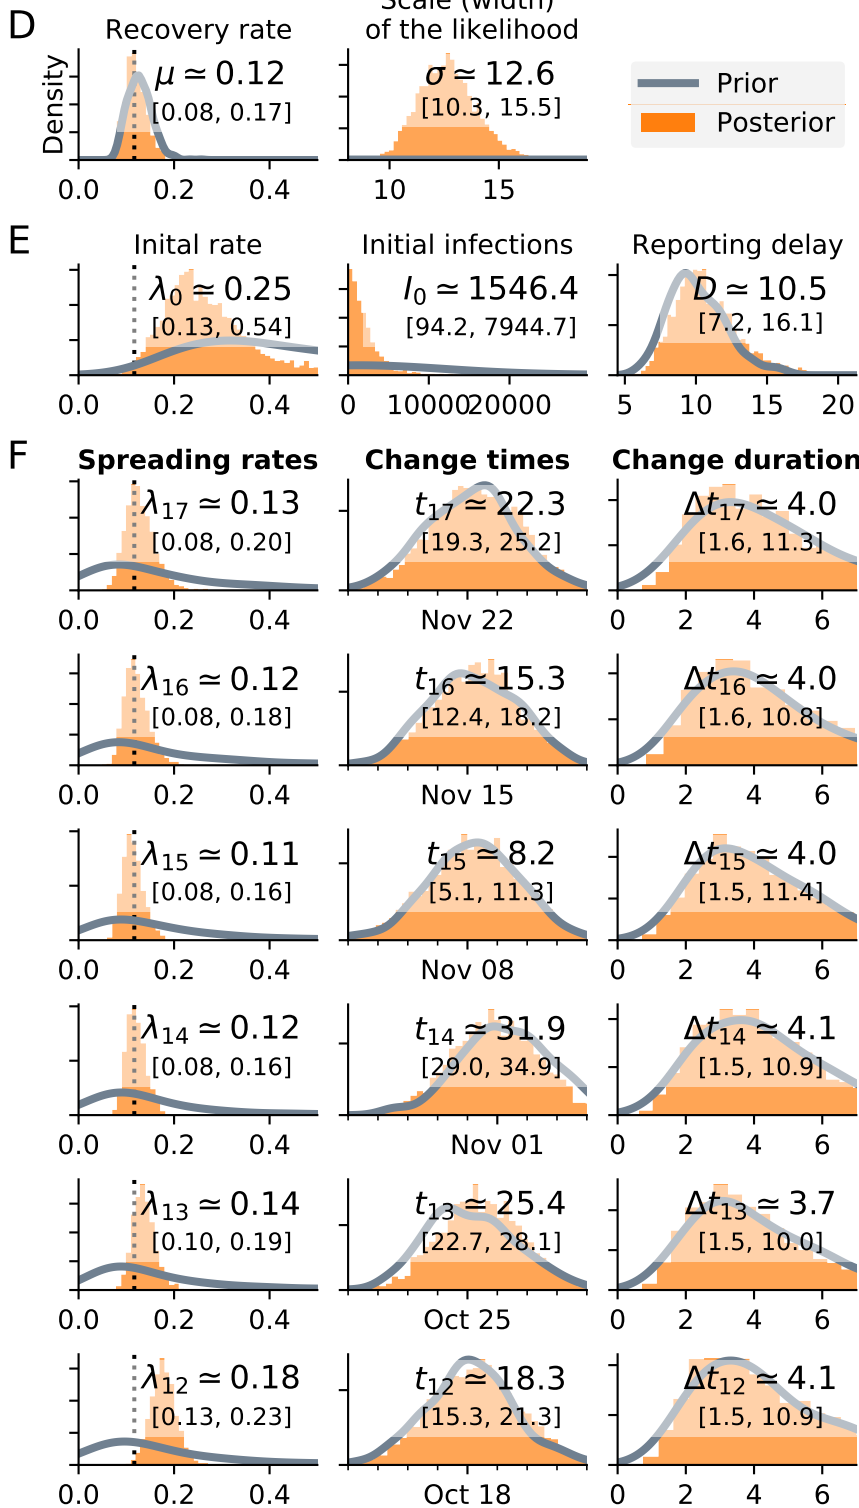 D
Scale (width)
Recovery rate
of the likelihood
Density
μ ≃ 0.12
[0.08, 0.17]
σ ≃ 12.6
[10.3, 15.5]
Prior
Posterior
0.0 0.2 0.4
10 15
E
Inital rate
Initial infections
Reporting delay
λ0 ≃ 0.25
[0.13, 0.54]
I0 ≃ 1546.4
[94.2, 7944.7]
D ≃ 10.5
[7.2, 16.1]
0.0 0.2 0.4
0 10000 20000
5 10 15 20
F
Spreading rates
Change times
Change duration
λ17 ≃ 0.13
[0.08, 0.20]
t17 ≃ 22.3
[19.3, 25.2]
Δt17 ≃ 4.0
[1.6, 11.3]
0.0 0.2 0.4
Nov 22
0 2 4 6
λ16 ≃ 0.12
[0.08, 0.18]
t16 ≃ 15.3
[12.4, 18.2]
Δt16 ≃ 4.0
[1.6, 10.8]
0.0 0.2 0.4
Nov 15
0 2 4 6
λ15 ≃ 0.11
[0.08, 0.16]
t15 ≃ 8.2
[5.1, 11.3]
Δt15 ≃ 4.0
[1.5, 11.4]
0.0 0.2 0.4
Nov 08
0 2 4 6
λ14 ≃ 0.12
[0.08, 0.16]
t14 ≃ 31.9
[29.0, 34.9]
Δt14 ≃ 4.1
[1.5, 10.9]
0.0 0.2 0.4
Nov 01
0 2 4 6
λ13 ≃ 0.14
[0.10, 0.19]
t13 ≃ 25.4
[22.7, 28.1]
Δt13 ≃ 3.7
[1.5, 10.0]
0.0 0.2 0.4
Oct 25
0 2 4 6
λ12 ≃ 0.18
[0.13, 0.23]
t12 ≃ 18.3
[15.3, 21.3]
Δt12 ≃ 4.1
[1.5, 10.9]
0.0 0.2 0.4
Oct 18
0 2 4 6